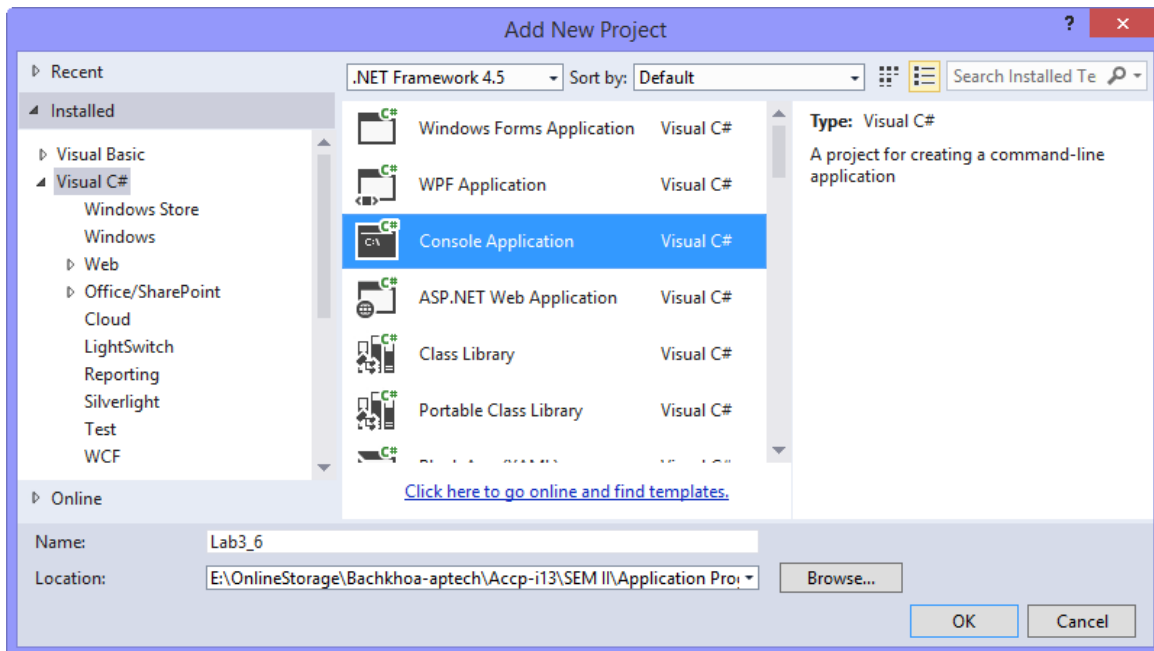 Add New Project
?
Recent
.NET Framework 4.5
Sort by: Default
Search Installed Te
Installed
Visual Basic
Visual C#
Windows Store
Windows
Web
Office/SharePoint
Cloud
LightSwitch
Reporting
Silverlight
Test
WCF
Online
Windows Forms Application Visual C#
WPF Application Visual C#
Console Application Visual C#
ASP.NET Web Application Visual C#
Class Library Visual C#
Portable Class Library Visual C#
Click here to go online and find templates.
Type: Visual C#
A project for creating a command-line
application
Name: Lab3_6
Location: E:\OnlineStorage\Bachkhoa-aptech\Accp-i13\SEM II\Application Pro
Browse...
OK Cancel